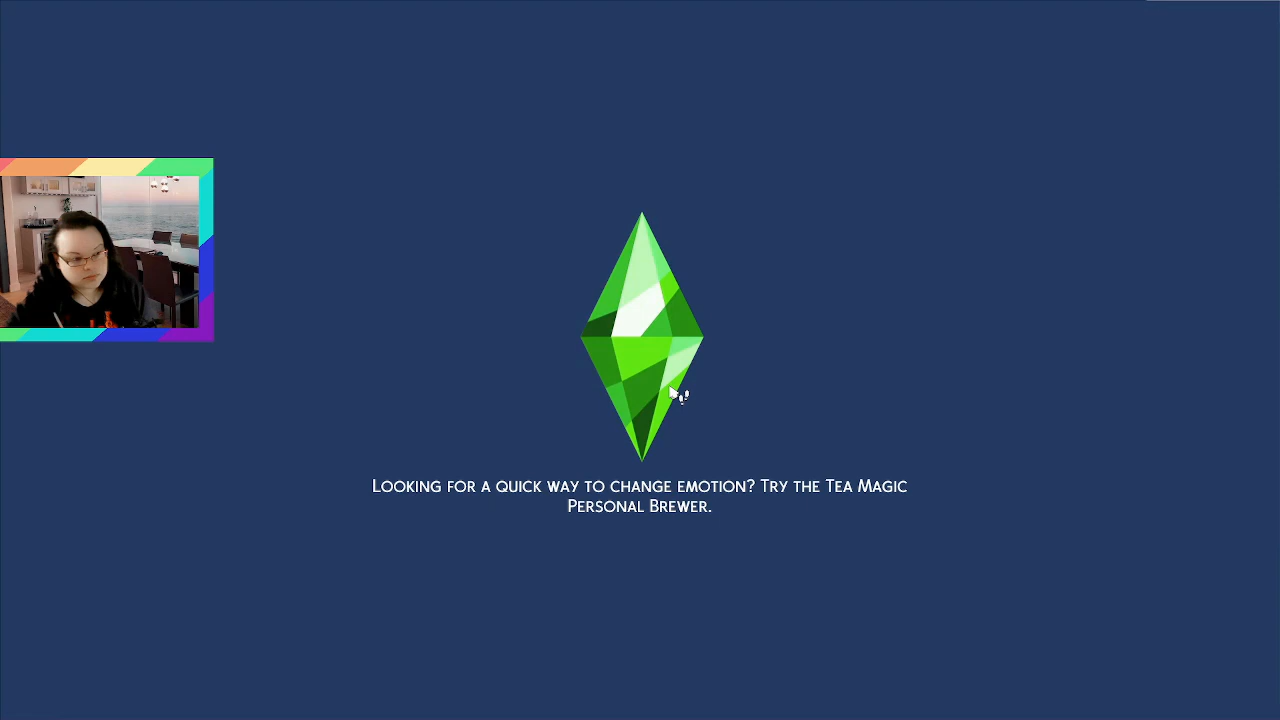 Looking for a quick way to change emotion? Try the Tea Magic
Personal Brewer.